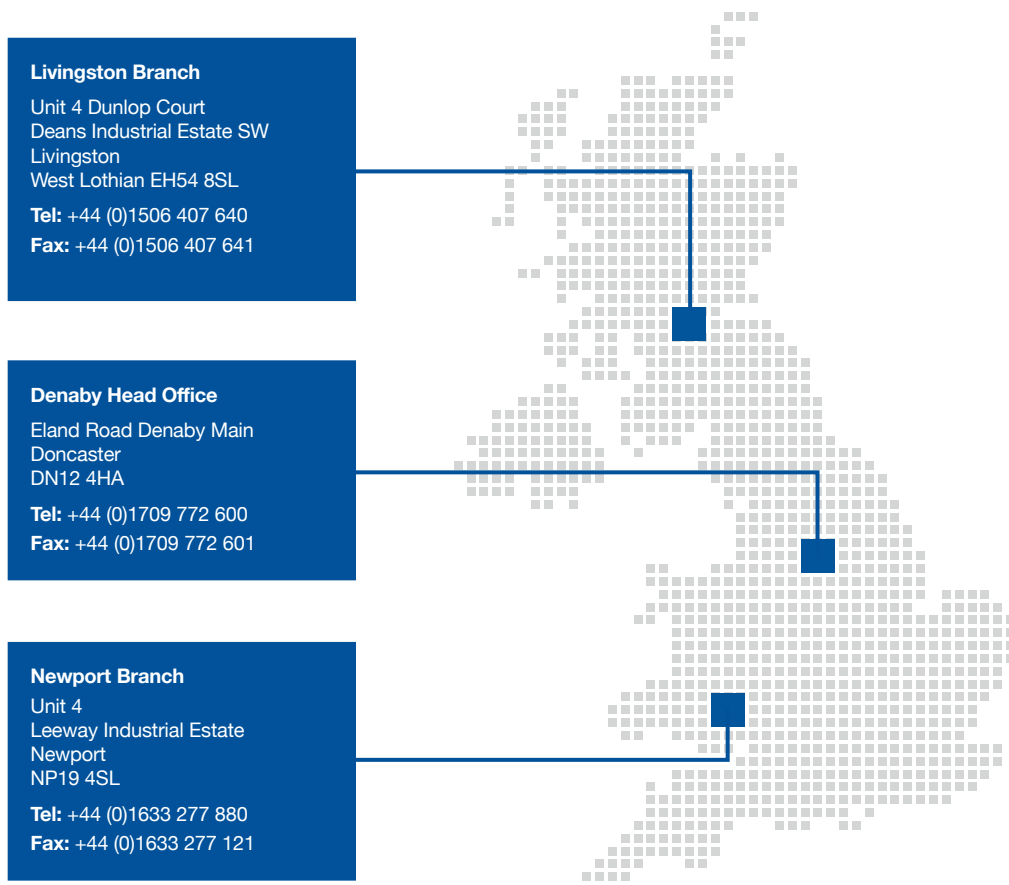 Livingston Branch
Unit 4 Dunlop Court
Deans Industrial Estate SW
Livingston
West Lothian EH54 8SL
Tel: +44 (0)1506 407 640
Fax: +44 (0)1506 407 641
Denaby Head Office
Eland Road Denaby Main
Doncaster
DN12 4HA
Tel: +44 (0)1709 772 600
Fax: +44 (0)1709 772 601
Newport Branch
Unit 4
Leeway Industrial Estate
Newport
NP19 4SL
Tel: +44 (0)1633 277 880
Fax: +44 (0)1633 277 121